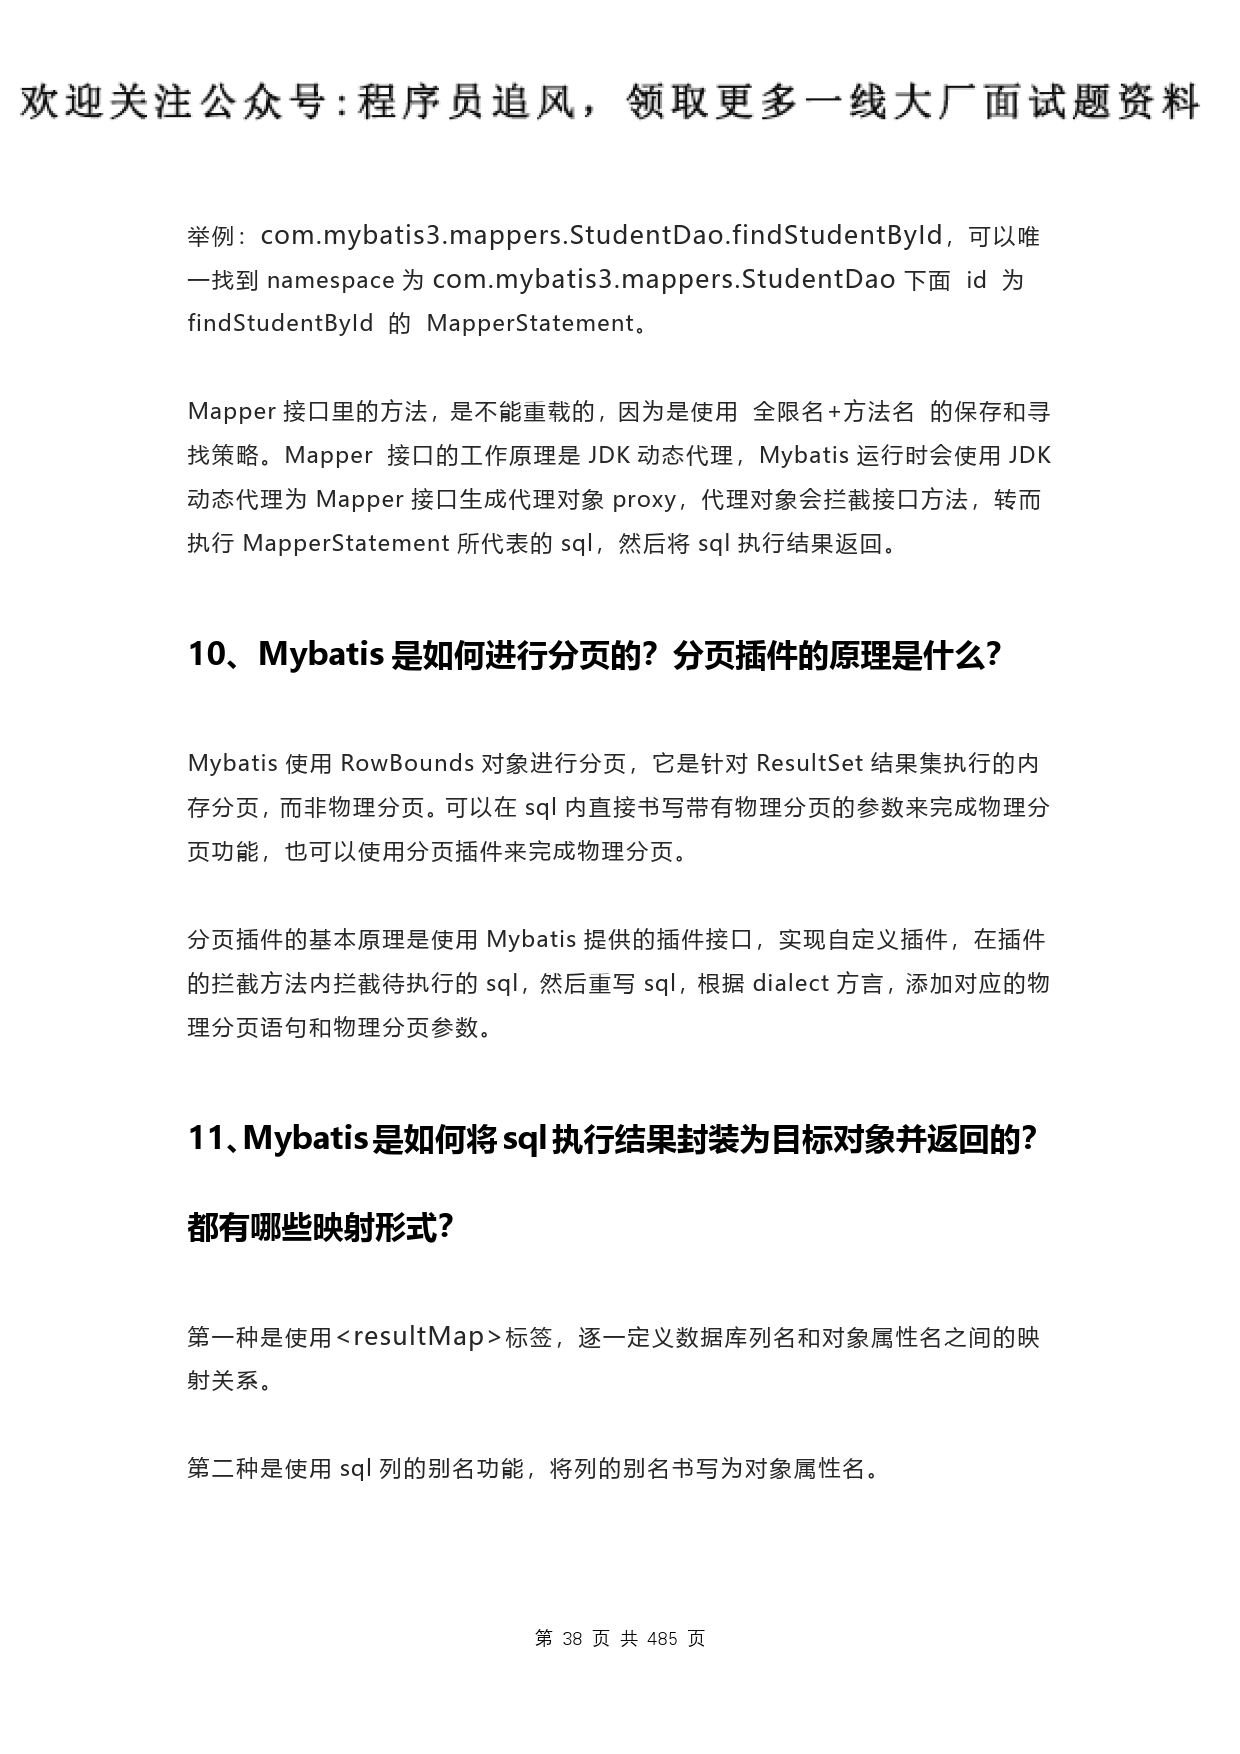 欢迎关注公众号:程序员追风，领取更多一线大厂面试题资料
举例：com.mybatis3.mappers.StudentDao.findStudentById，可以唯
一找到 namespace 为 com.mybatis3.mappers.StudentDao 下面 id 为
findStudentById 的 MapperStatement。
Mapper 接口里的方法，是不能重载的，因为是使用 全限名+方法名 的保存和寻
找策略。Mapper 接口的工作原理是 JDK 动态代理，Mybatis 运行时会使用 JDK
动态代理为 Mapper 接口生成代理对象 proxy，代理对象会拦截接口方法，转而
执行 MapperStatement 所代表的 sql，然后将 sql 执行结果返回。
10、Mybatis 是如何进行分页的？分页插件的原理是什么？
Mybatis 使用 RowBounds 对象进行分页，它是针对 ResultSet 结果集执行的内
存分页，而非物理分页。可以在 sql 内直接书写带有物理分页的参数来完成物理分
页功能，也可以使用分页插件来完成物理分页。
分页插件的基本原理是使用 Mybatis 提供的插件接口，实现自定义插件，在插件
的拦截方法内拦截待执行的 sql，然后重写 sql，根据 dialect 方言，添加对应的物
理分页语句和物理分页参数。
11、Mybatis是如何将sql执行结果封装为目标对象并返回的？
都有哪些映射形式？
第一种是使用<resultMap>标签，逐一定义数据库列名和对象属性名之间的映
射关系。
第二种是使用 sql 列的别名功能，将列的别名书写为对象属性名。
第 38 页 共 485 页